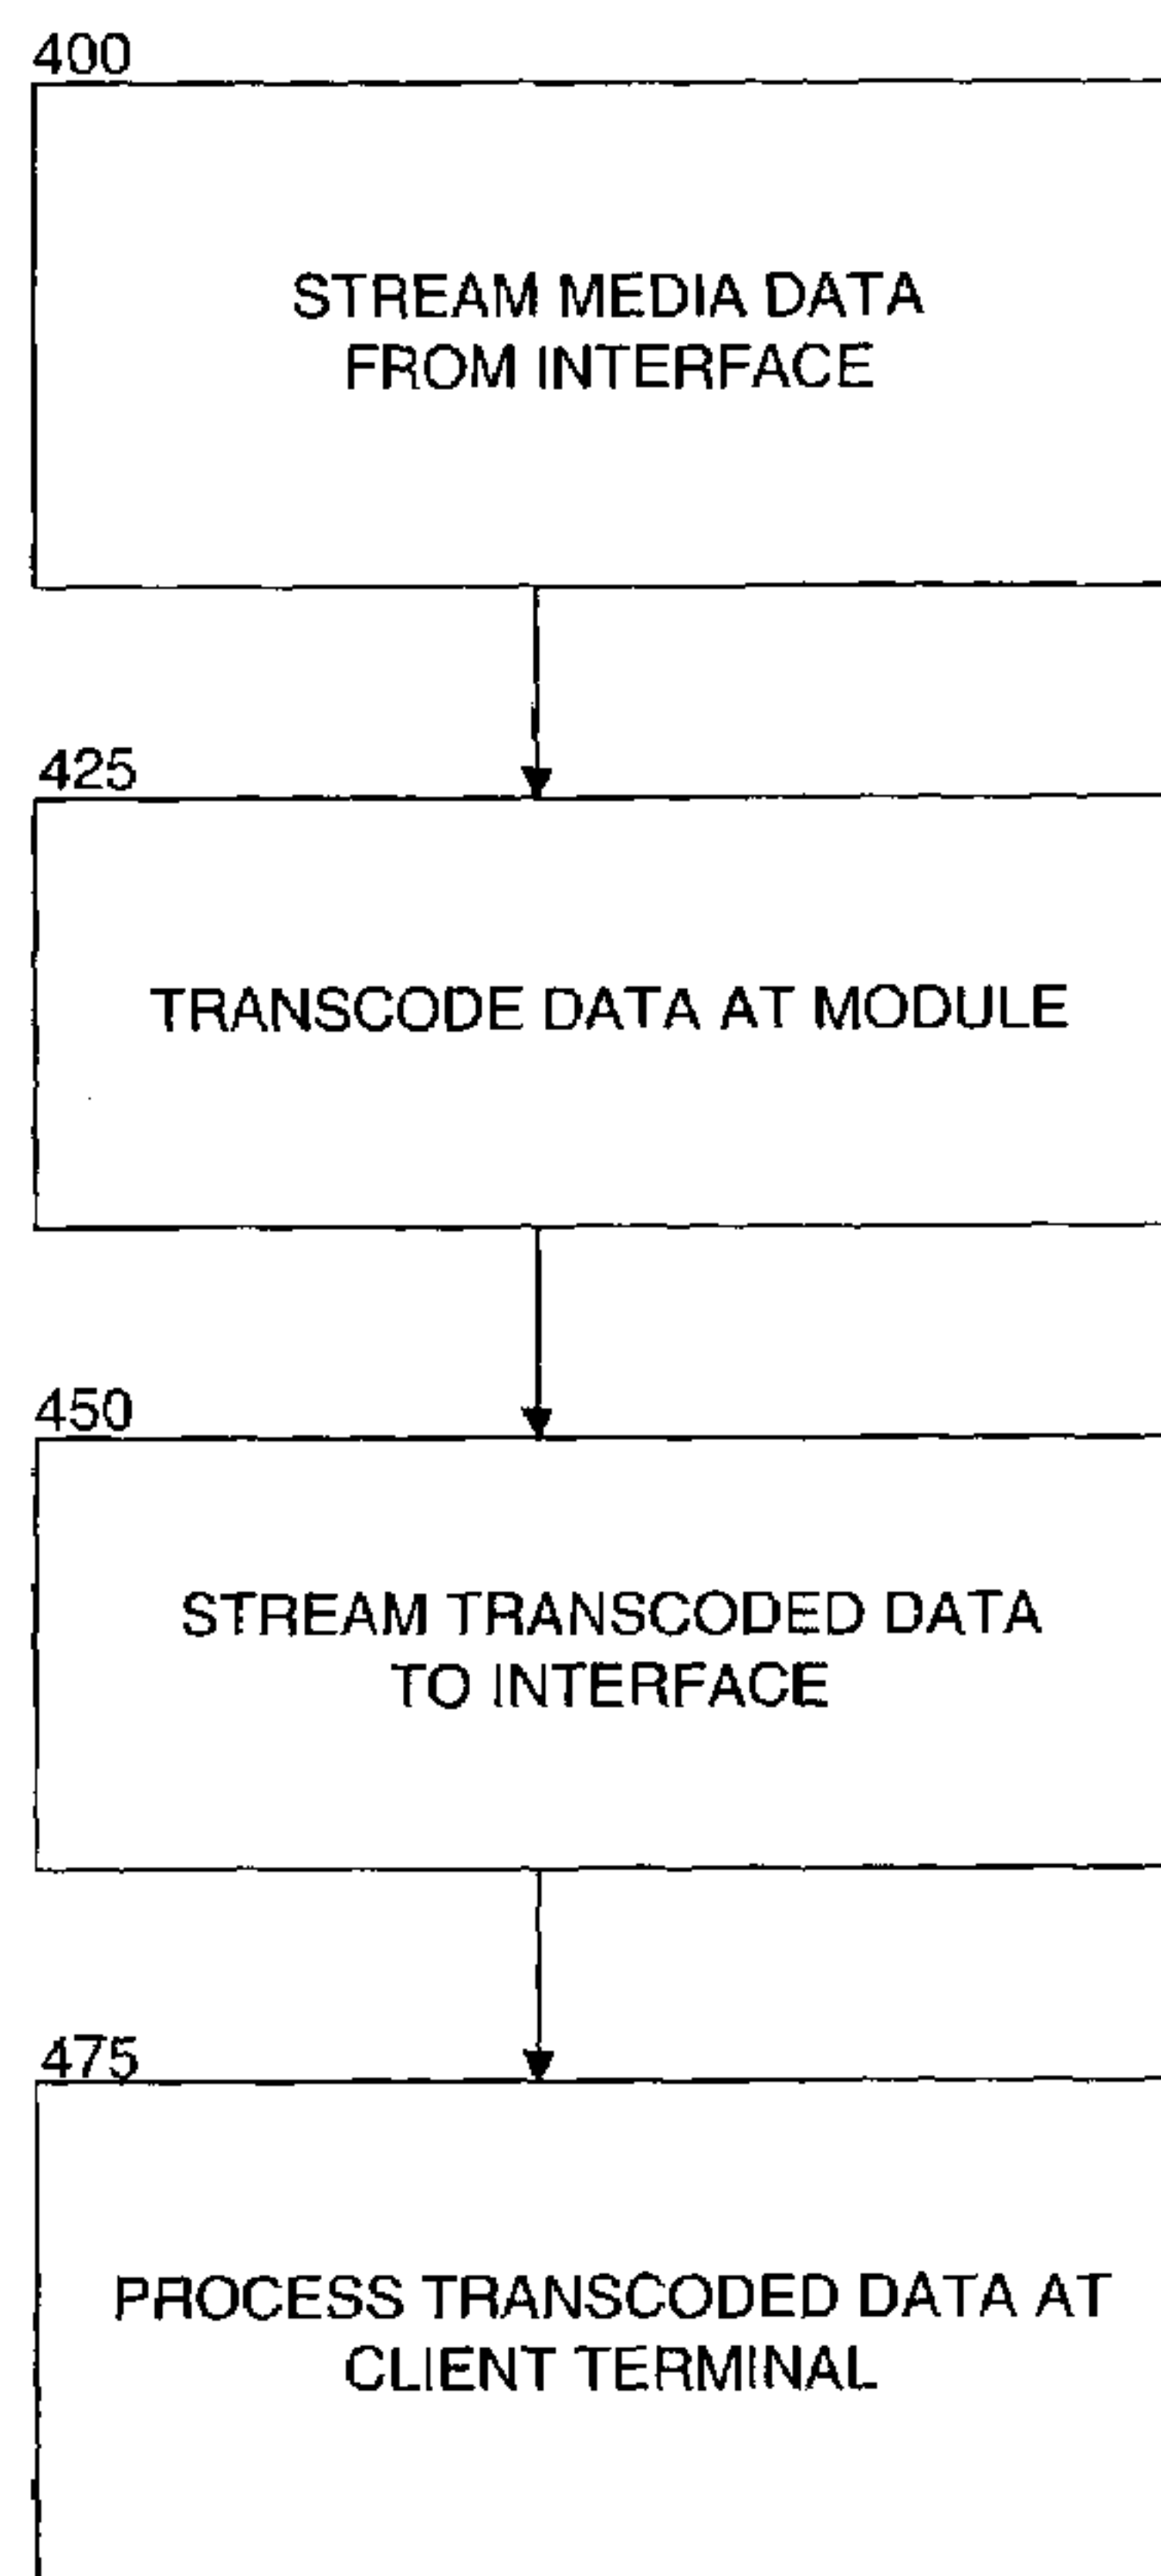 400
STREAM MEDIA DATA
FROM INTERFACE
425
TRANSCODE DATA AT MODULE
450
STREAM TRANSCODED DATA
TO INTERFACE
475
PROCESS TRANSCODED DATA AT
CLIENT TERMINAL